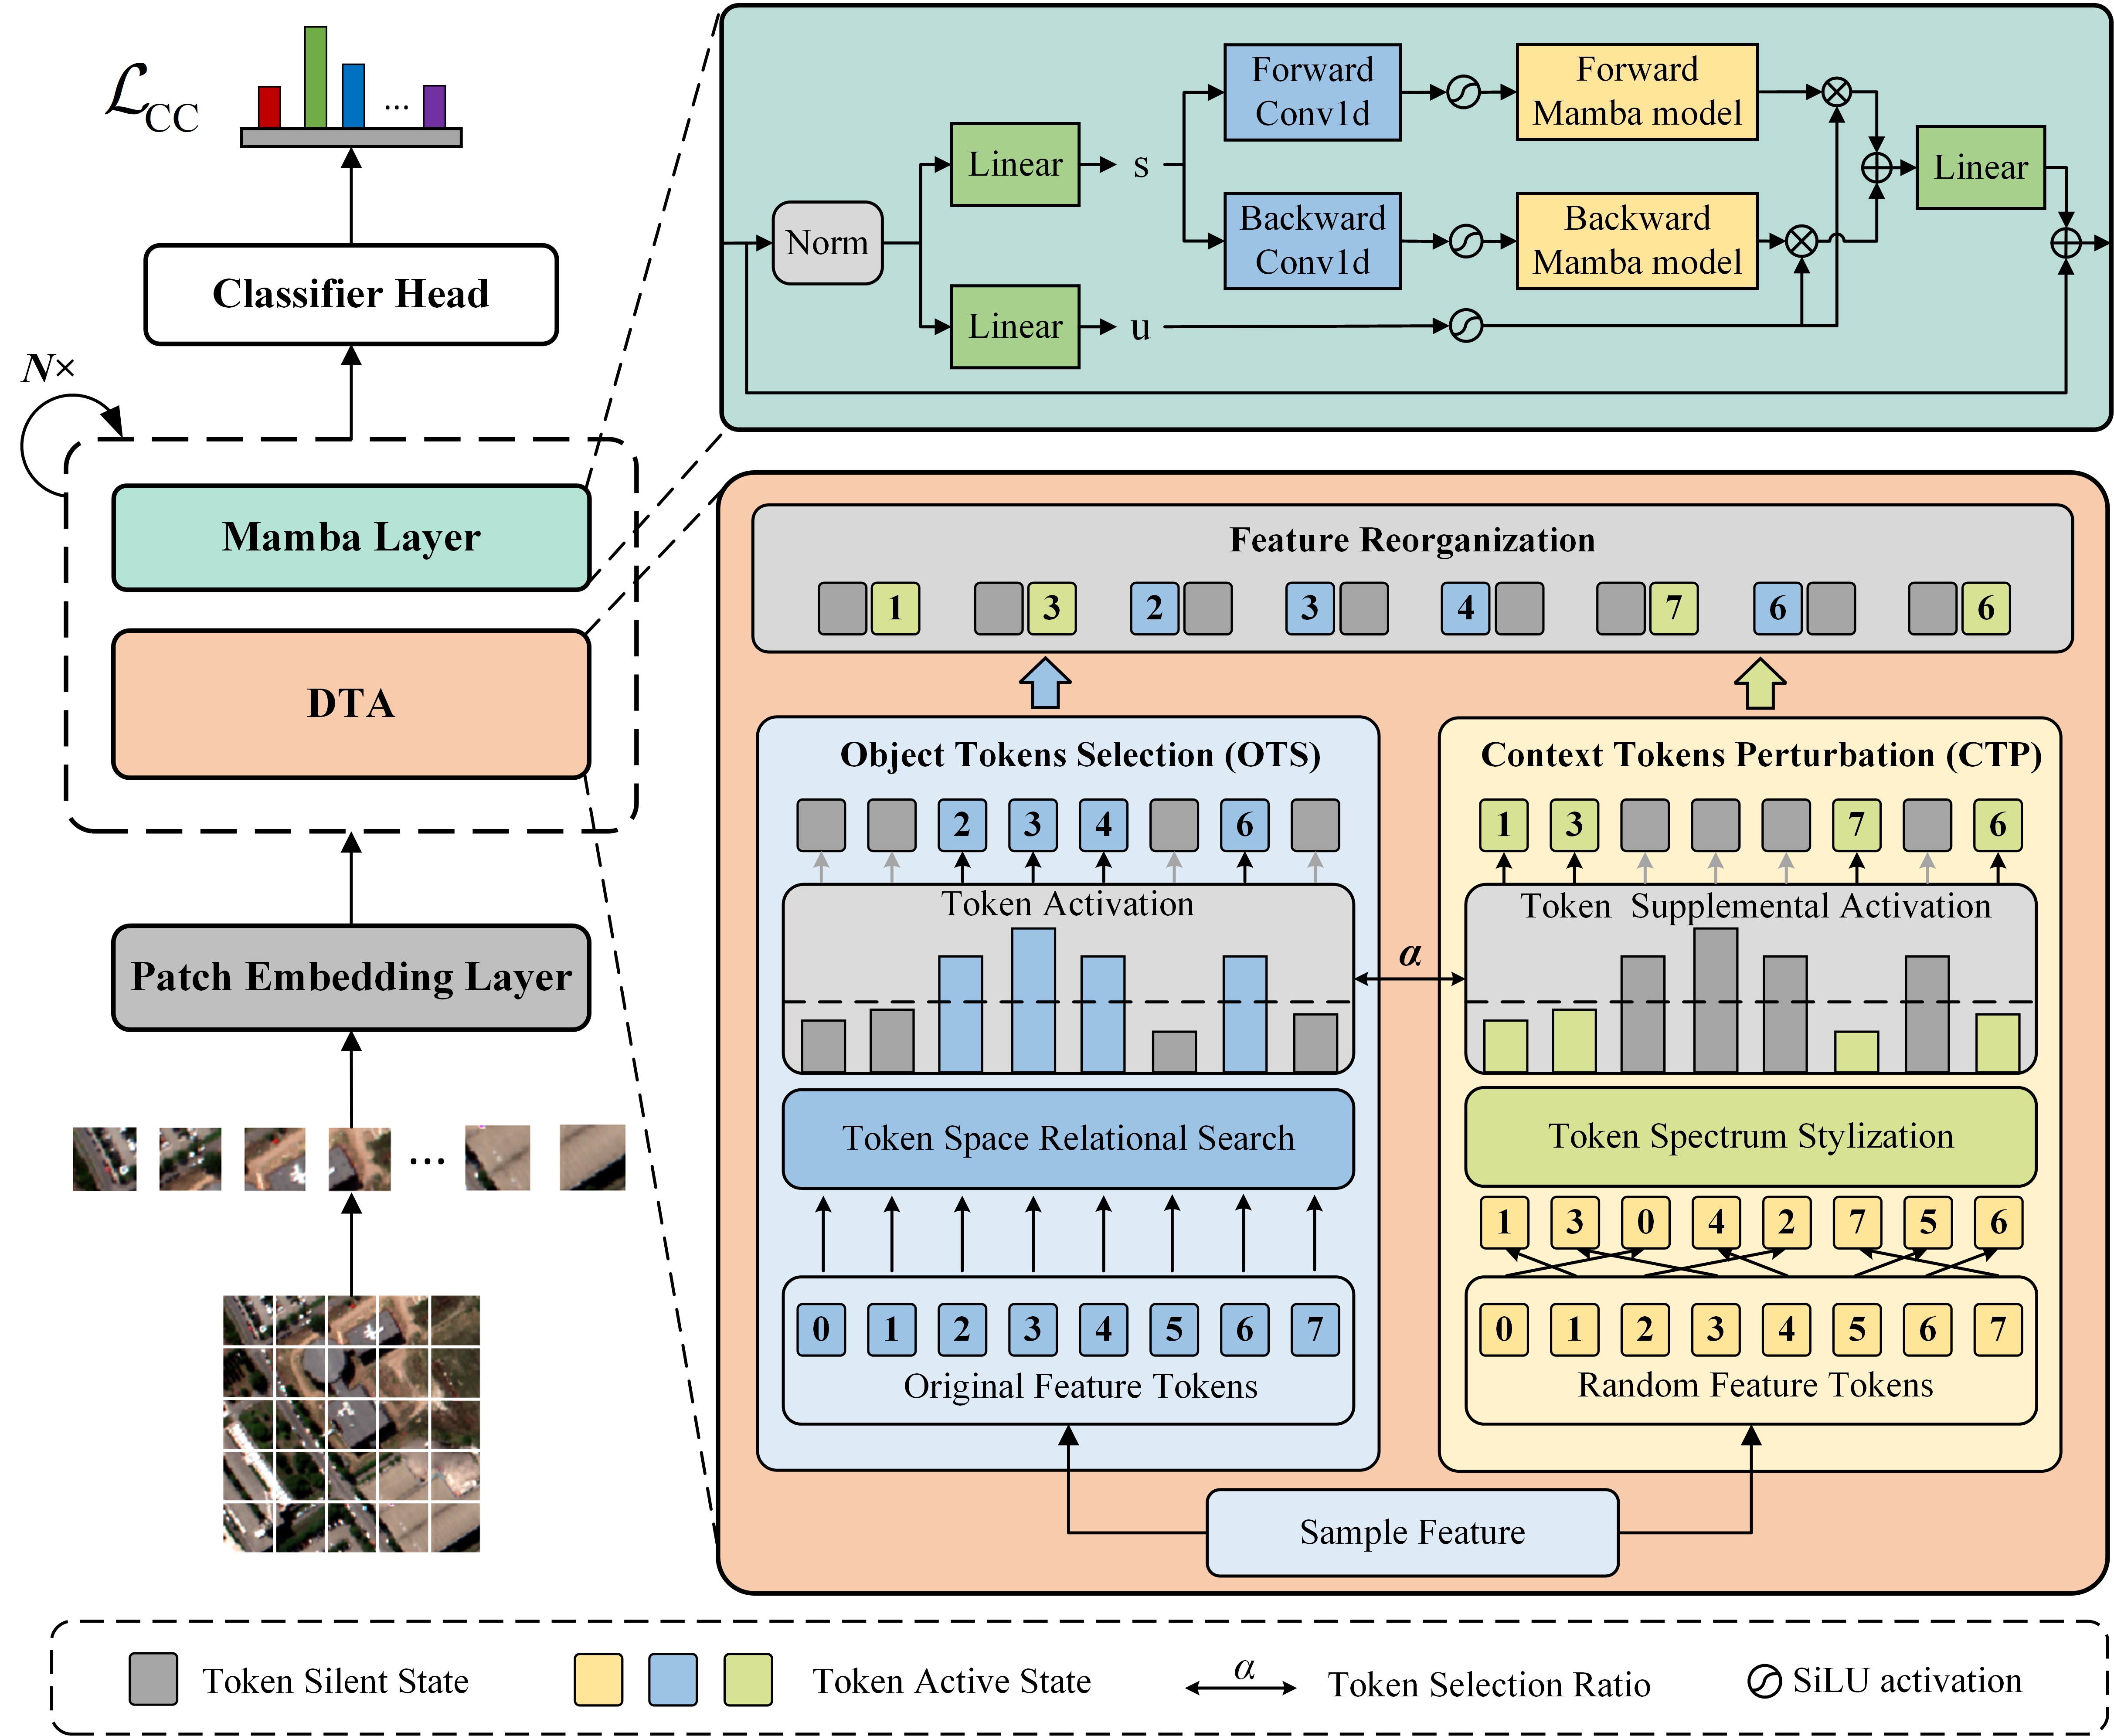 ℒCC
...
Classifier Head
N×
Mamba Layer
DTA
Patch Embedding Layer
...
Norm
Linear
s
Linear
u
Forward
Conv1d
Forward
Mamba model
Backward
Conv1d
Backward
Mamba model
Linear
Feature Reorganization
1 3 2 3 4 7 6 6
Object Tokens Selection (OTS)
2 3 4 6
Token Activation
Token Space Relational Search
0 1 2 3 4 5 6 7
Original Feature Tokens
α
Context Tokens Perturbation (CTP)
1 3 7 6
Token Supplemental Activation
Token Spectrum Stylization
1 3 0 4 2 7 5 6
0 1 2 3 4 5 6 7
Random Feature Tokens
Sample Feature
Token Silent State
Token Active State
α
Token Selection Ratio
SiLU activation